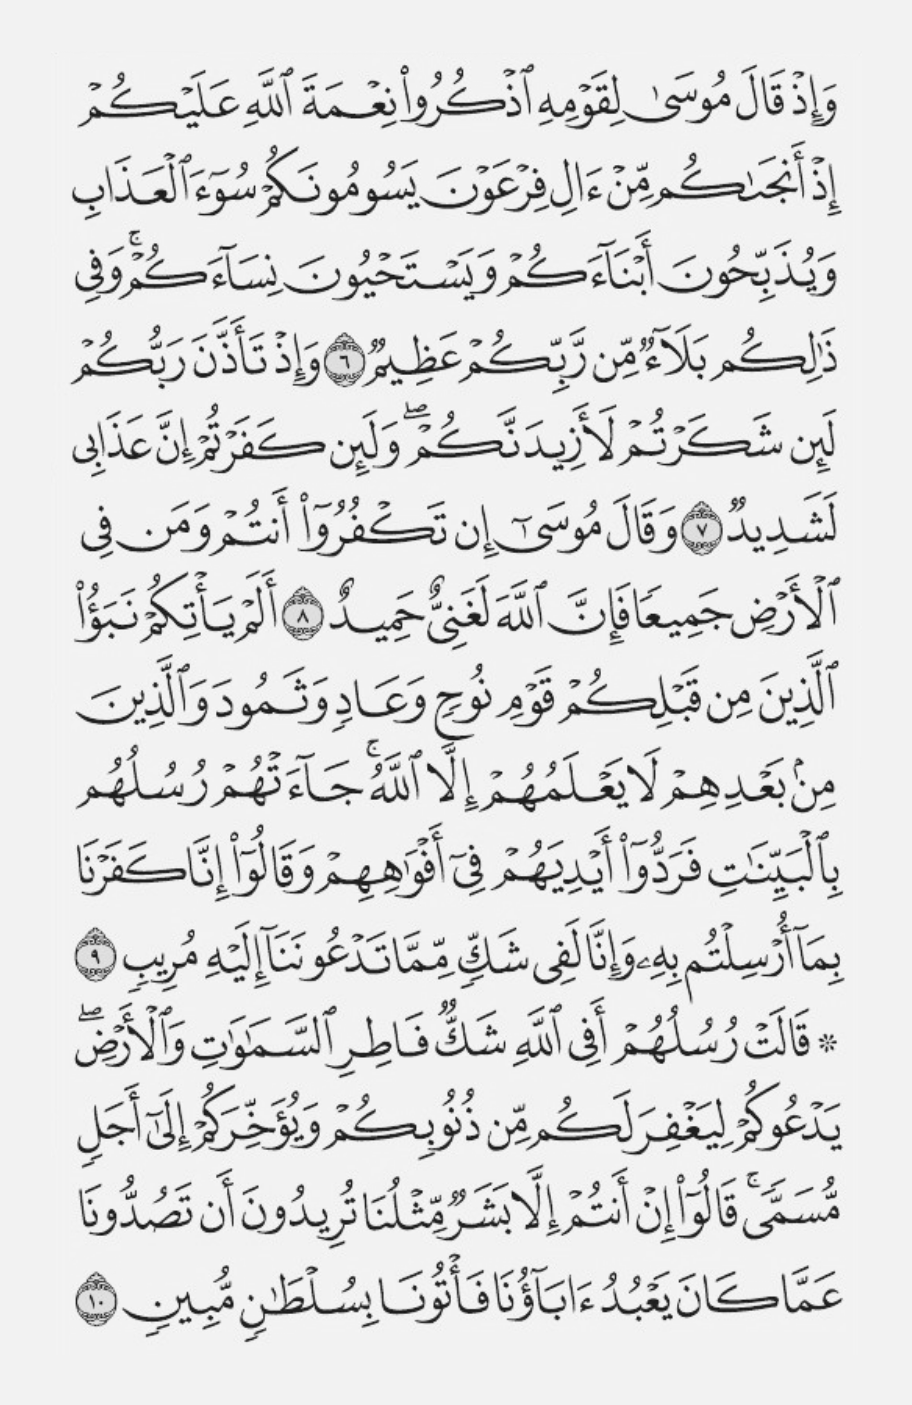 وَإِذْ قَالَ مُوسَىٰ لِقَوْمِهِ ٱذْكُرُوا۟ نِعْمَةَ ٱللَّهِ عَلَيْكُمْ
إِذْ أَنجَىٰكُم مِّنْ ءَالِ فِرْعَوْنَ يَسُومُونَكُمْ سُوٓءَ ٱلْعَذَابِ
وَيُذَبِّحُونَ أَبْنَآءَكُمْ وَيَسْتَحْيُونَ نِسَآءَكُمْ ۚ وَفِى
ذَٰلِكُم بَلَآءٌ مِّن رَّبِّكُمْ عَظِيمٌ ٦ وَإِذْ تَأَذَّنَ رَبُّكُمْ
لَئِن شَكَرْتُمْ لَأَزِيدَنَّكُمْ ۖ وَلَئِن كَفَرْتُمْ إِنَّ عَذَابِى
لَشَدِيدٌ ٧ وَقَالَ مُوسَىٰٓ إِن تَكْفُرُوٓا۟ أَنتُمْ وَمَن فِى
ٱلْأَرْضِ جَمِيعًا فَإِنَّ ٱللَّهَ لَغَنِىٌّ حَمِيدٌ ٨ أَلَمْ يَأْتِكُمْ نَبَؤُا۟
ٱلَّذِينَ مِن قَبْلِكُمْ قَوْمِ نُوحٍ وَعَادٍ وَثَمُودَ وَٱلَّذِينَ
مِنۢ بَعْدِهِمْ لَا يَعْلَمُهُمْ إِلَّا ٱللَّهُ ۚ جَآءَتْهُمْ رُسُلُهُم
بِٱلْبَيِّنَٰتِ فَرَدُّوٓا۟ أَيْدِيَهُمْ فِىٓ أَفْوَٰهِهِمْ وَقَالُوٓا۟ إِنَّا كَفَرْنَا
بِمَآ أُرْسِلْتُم بِهِۦ وَإِنَّا لَفِى شَكٍّ مِّمَّا تَدْعُونَنَآ إِلَيْهِ مُرِيبٍ ٩
۞ قَالَتْ رُسُلُهُمْ أَفِى ٱللَّهِ شَكٌّ فَاطِرِ ٱلسَّمَٰوَٰتِ وَٱلْأَرْضِ ۖ
يَدْعُوكُمْ لِيَغْفِرَ لَكُم مِّن ذُنُوبِكُمْ وَيُؤَخِّرَكُمْ إِلَىٰٓ أَجَلٍ
مُّسَمًّى ۚ قَالُوٓا۟ إِنْ أَنتُمْ إِلَّا بَشَرٌ مِّثْلُنَا تُرِيدُونَ أَن تَصُدُّونَا
عَمَّا كَانَ يَعْبُدُ ءَابَآؤُنَا فَأْتُونَا بِسُلْطَٰنٍ مُّبِينٍ ١٠